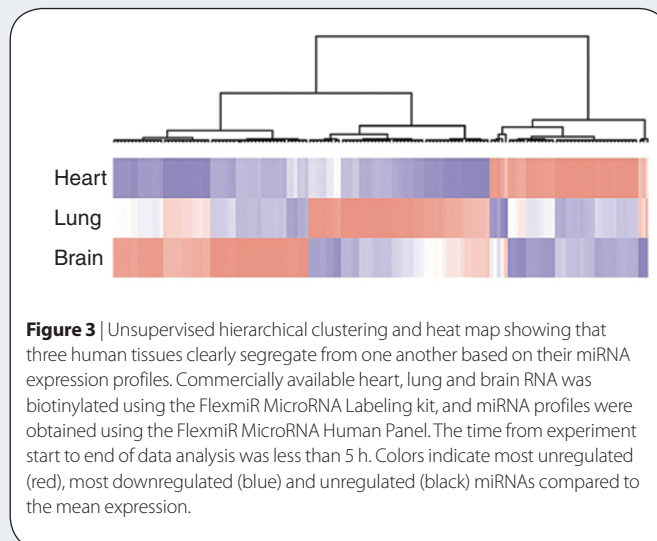 Heart
Lung
Brain
Figure 3 | Unsupervised hierarchical clustering and heat map showing that
three human tissues clearly segregate from one another based on their miRNA
expression profiles. Commercially available heart, lung and brain RNA was
biotinylated using the FlexmiR MicroRNA Labeling kit, and miRNA profiles were
obtained using the FlexmiR MicroRNA Human Panel. The time from experiment
start to end of data analysis was less than 5 h. Colors indicate most unregulated
(red), most downregulated (blue) and unregulated (black) miRNAs compared to
the mean expression.